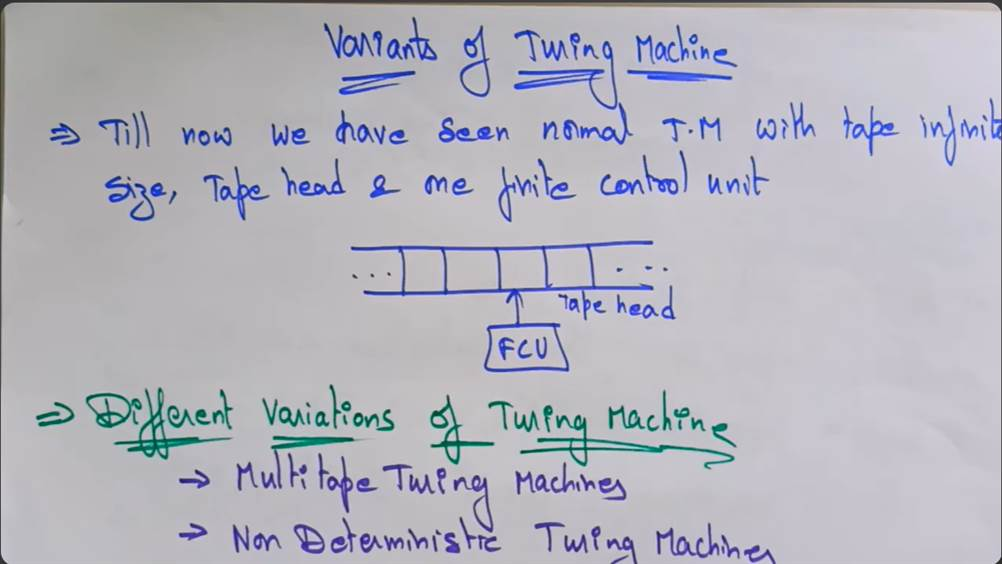 Variants of Turing Machine
⇒ Till now we have seen normal T.M with tape infinite
size, Tape head & one finite control unit
... ...
Tape head
FCU
⇒ Different Variations of Turing Machine
→ Multitape Turing Machines
→ Non Deterministic Turing Machines